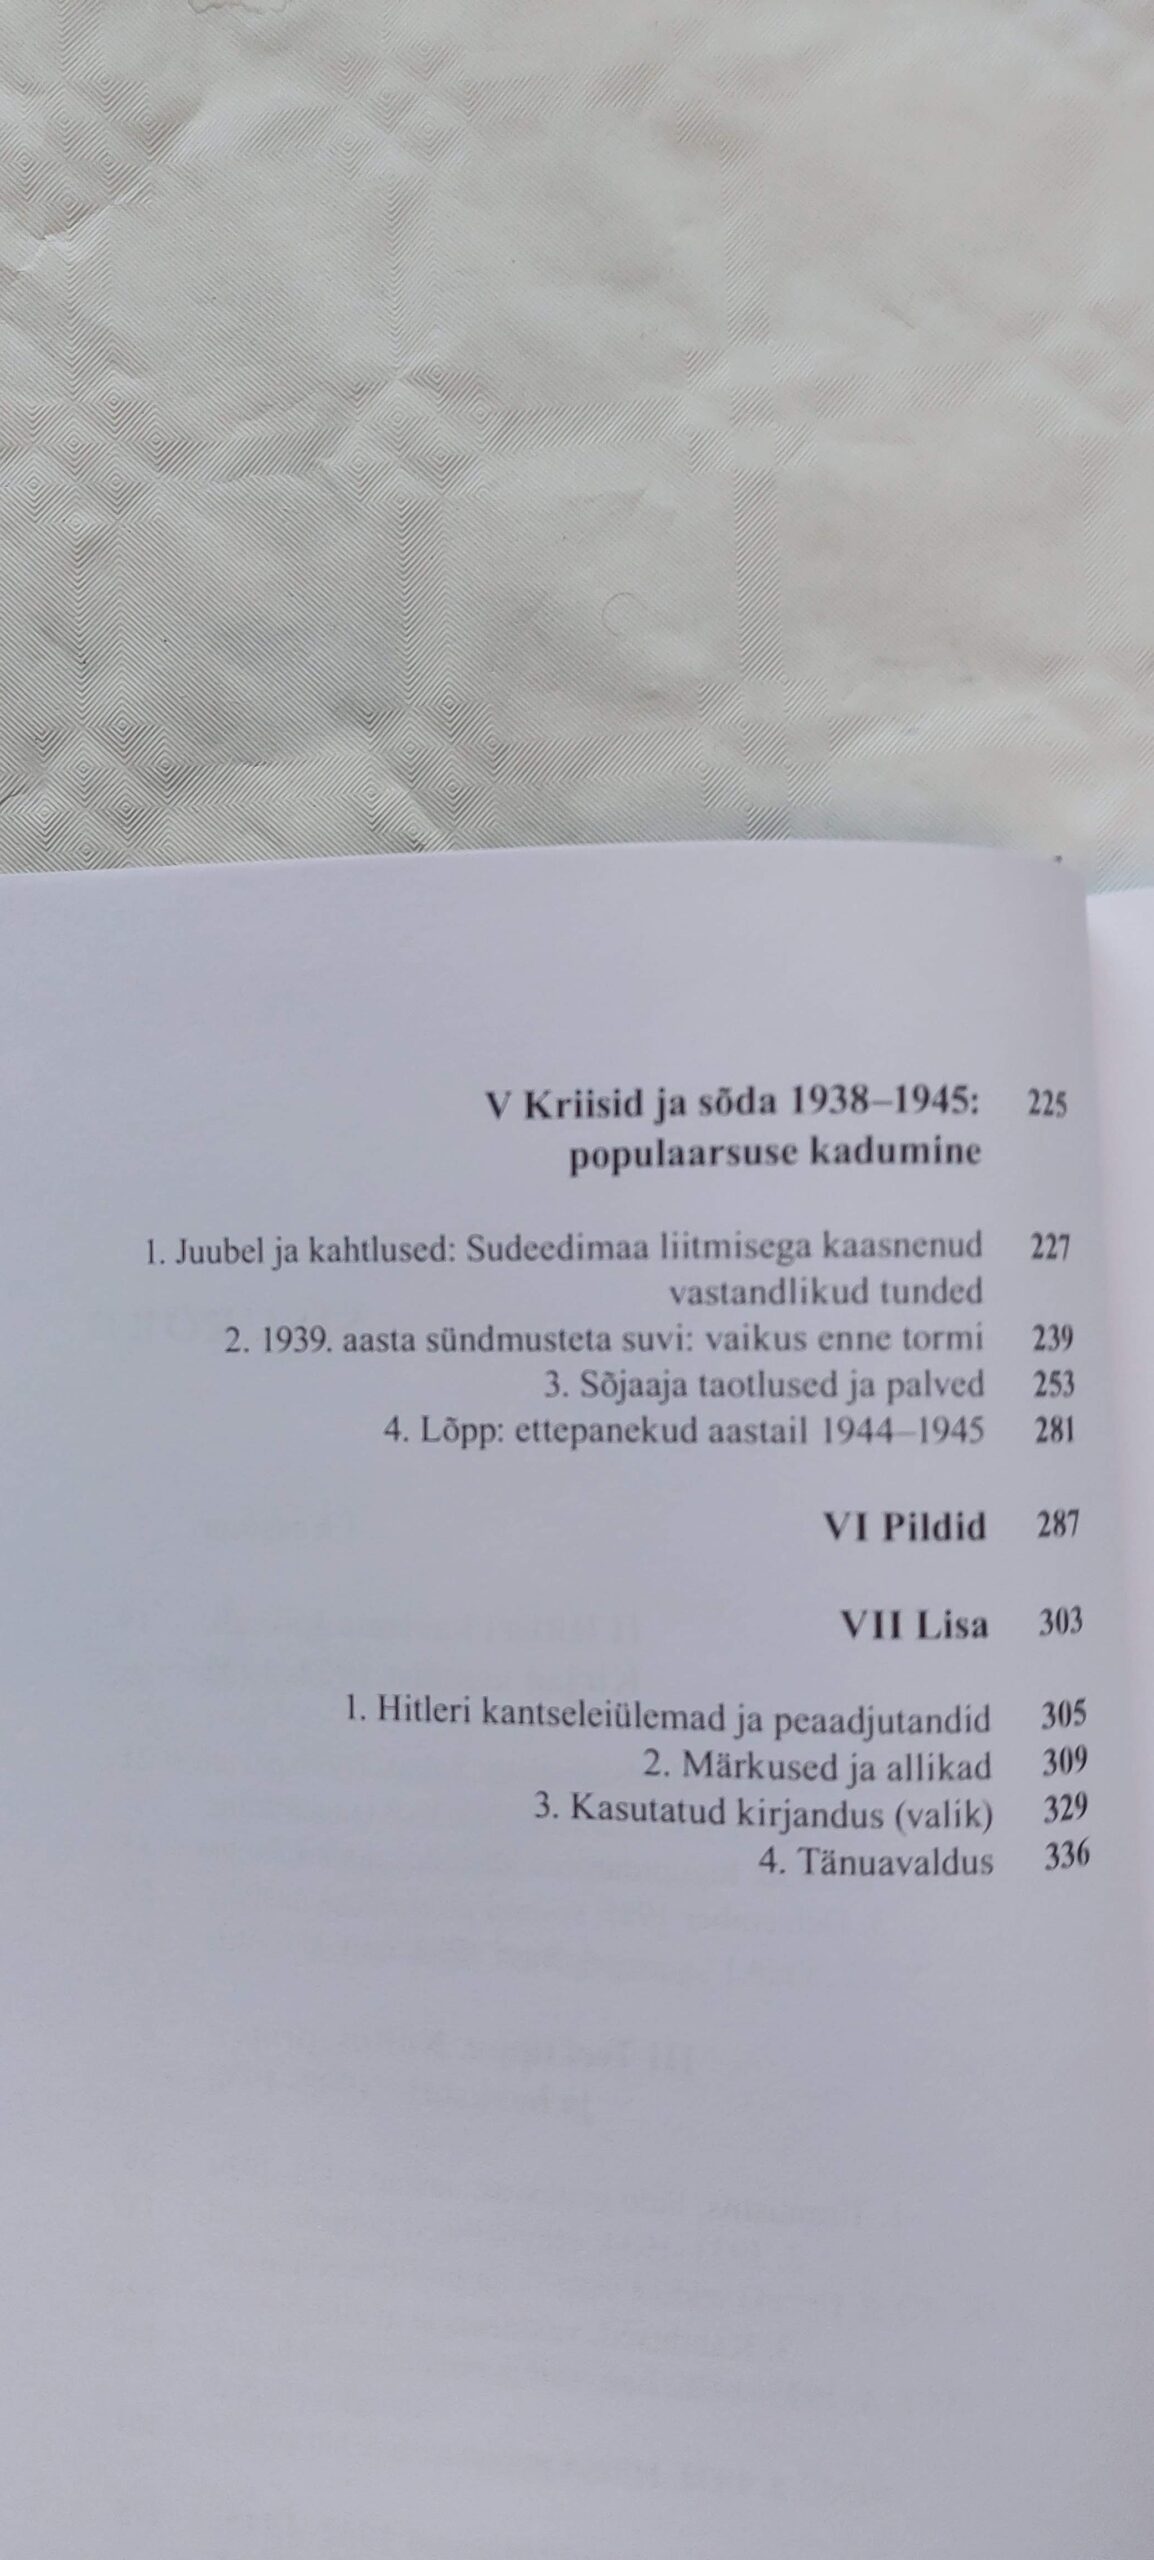 V Kriisid ja sõda 1938–1945: 225
populaarsuse kadumine
1. Juubel ja kahtlused: Sudeedimaa liitmisega kaasnenud 227
vastandlikud tunded
2. 1939. aasta sündmusteta suvi: vaikus enne tormi 239
3. Sõjaaja taotlused ja palved 253
4. Lõpp: ettepanekud aastail 1944–1945 281
VI Pildid 287
VII Lisa 303
1. Hitleri kantseleiülemad ja peaadjutandid 305
2. Märkused ja allikad 309
3. Kasutatud kirjandus (valik) 329
4. Tänuavaldus 336